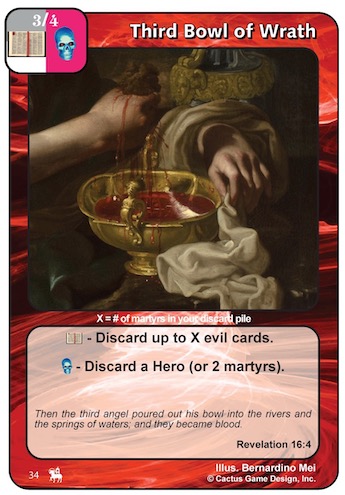 3/4
Third Bowl of Wrath
X = # of martyrs in your discard pile
- Discard up to X evil cards.
- Discard a Hero (or 2 martyrs).
Then the third angel poured out his bowl into the rivers and
the springs of waters; and they became blood.
Revelation 16:4
Illus. Bernardino Mei
34
© Cactus Game Design, Inc.